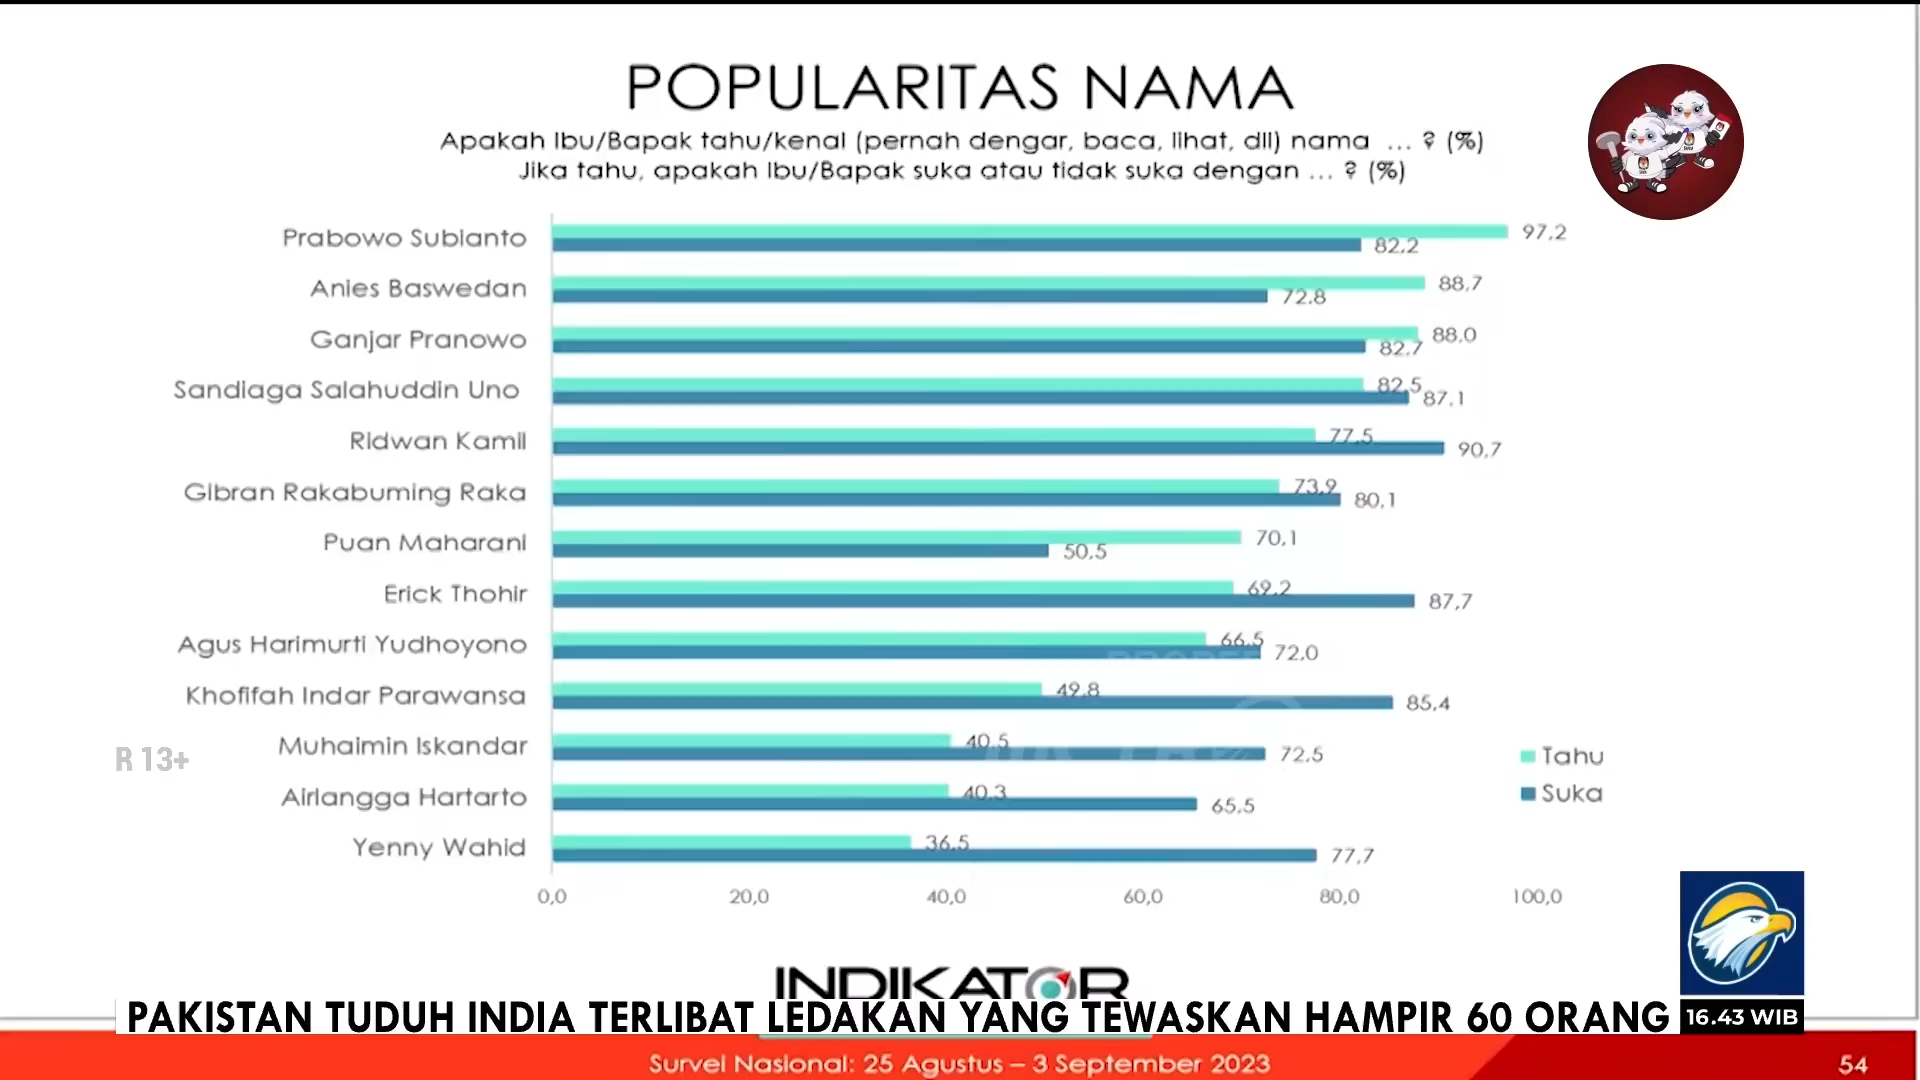 POPULARITAS NAMA
Apakah Ibu/Bapak tahu/kenal (pernah dengar, baca, lihat, dll) nama ... ? (%)
Jika tahu, apakah Ibu/Bapak suka atau tidak suka dengan ... ? (%)
Prabowo Subianto 97,2
82,2
Anies Baswedan 88,7
72,8
Ganjar Pranowo 88,0
82,7
Sandiaga Salahuddin Uno 82,5
87,1
Ridwan Kamil 77,5
90,7
Gibran Rakabuming Raka 73,9
80,1
Puan Maharani 70,1
50,5
Erick Thohir 69,2
87,7
Agus Harimurti Yudhoyono 66,5
72,0
Khofifah Indar Parawansa 49,8
85,4
Muhaimin Iskandar 40,5
72,5
Airlangga Hartarto 40,3
65,5
Yenny Wahid 36,5
77,7
R 13+
Tahu
Suka
0,0 20,0 40,0 60,0 80,0 100,0
INDIKATOR
PAKISTAN TUDUH INDIA TERLIBAT LEDAKAN YANG TEWASKAN HAMPIR 60 ORANG
16.43 WIB
Survei Nasional: 25 Agustus – 3 September 2023
54